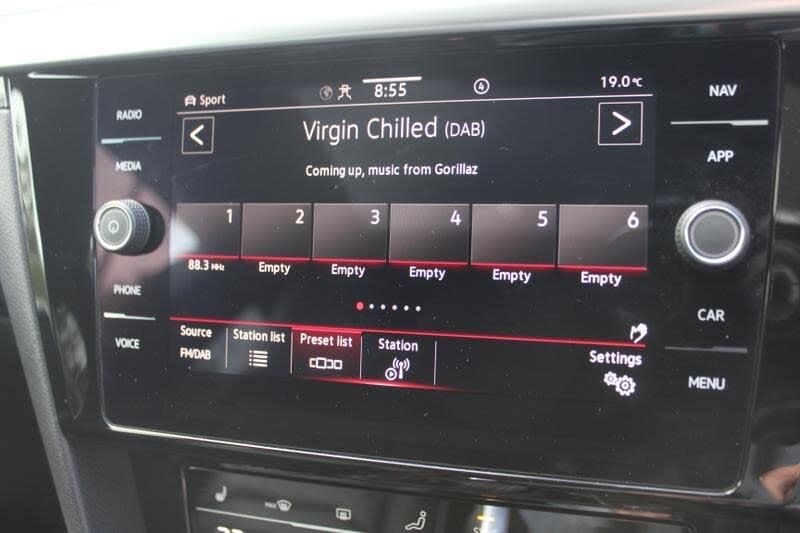 RADIO
MEDIA
PHONE
VOICE
Sport
8:55
4
19.0°C
< Virgin Chilled (DAB) >
Coming up, music from Gorillaz
1 2 3 4 5 6
88.3 MHz Empty Empty Empty Empty Empty
Source Station list Preset list Station Settings
FM/DAB
NAV
APP
CAR
MENU
MAX